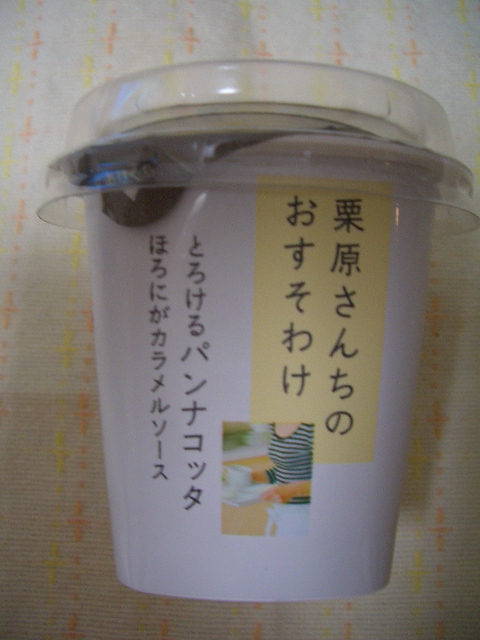 栗原さんちの
おすそわけ
とろけるパンナコッタ
ほろにがカラメルソース